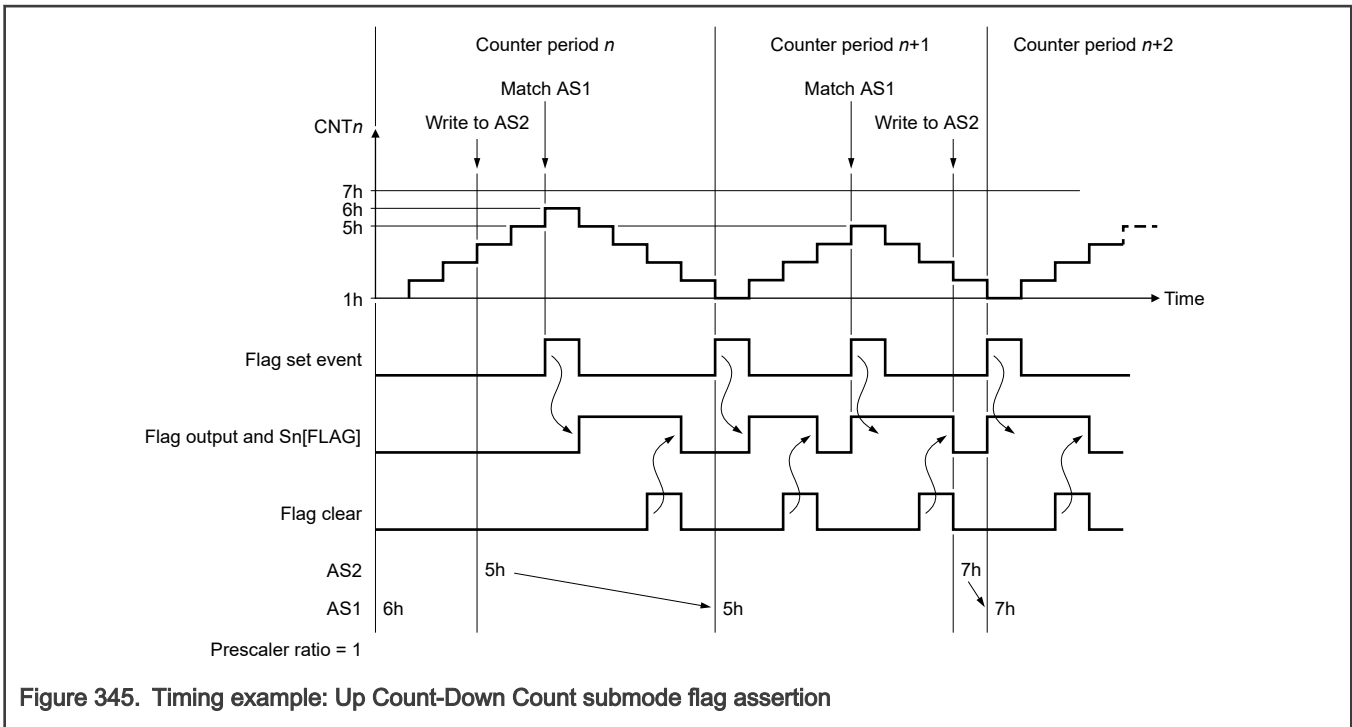 Counter period n
Counter period n+1
Counter period n+2
Match AS1
Match AS1
Write to AS2
Write to AS2
CNTn
7h
6h
5h
1h
Time
Flag set event
Flag output and Sn[FLAG]
Flag clear
AS2
5h
7h
AS1
6h
5h
7h
Prescaler ratio = 1
Figure 345. Timing example: Up Count-Down Count submode flag assertion